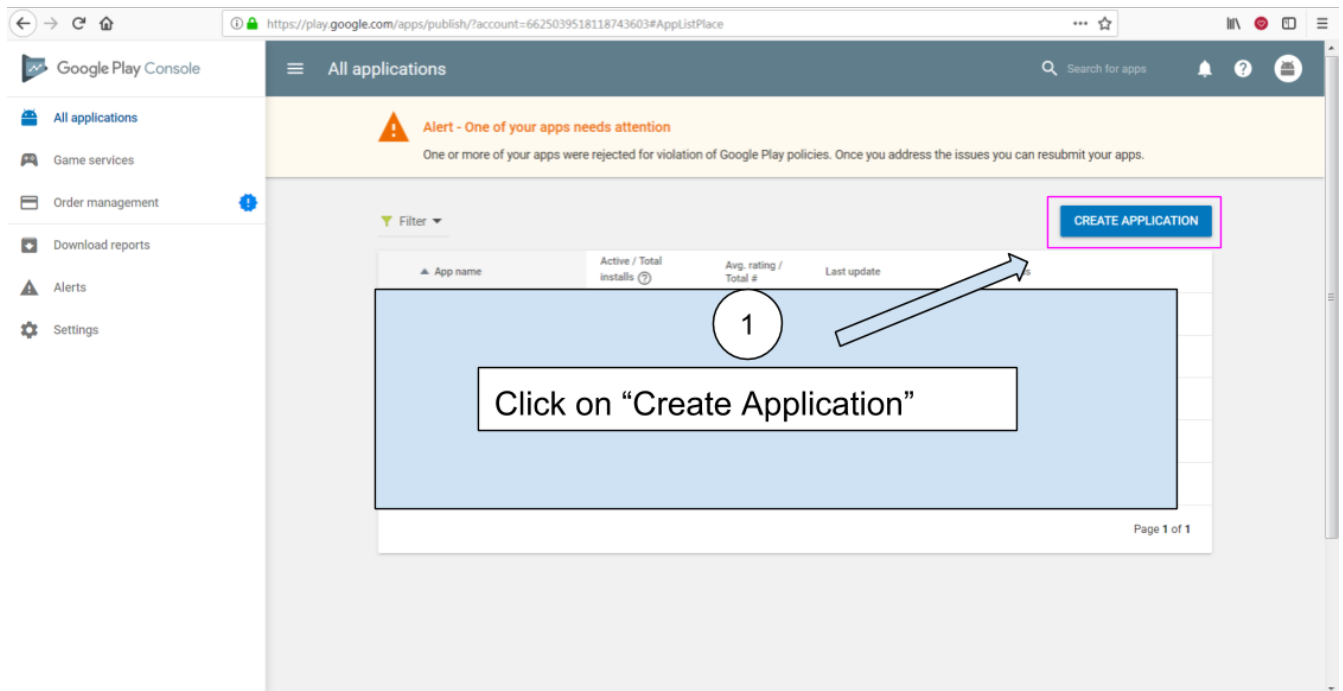 https://play.google.com/apps/publish/?account=6625039518118743603#AppListPlace
Google Play Console
All applications
Search for apps
All applications
Game services
Order management
Download reports
Alerts
Settings
Alert - One of your apps needs attention
One or more of your apps were rejected for violation of Google Play policies. Once you address the issues you can resubmit your apps.
Filter
CREATE APPLICATION
App name
Active / Total
installs
Avg. rating /
Total #
Last update
1
Click on “Create Application”
Page 1 of 1